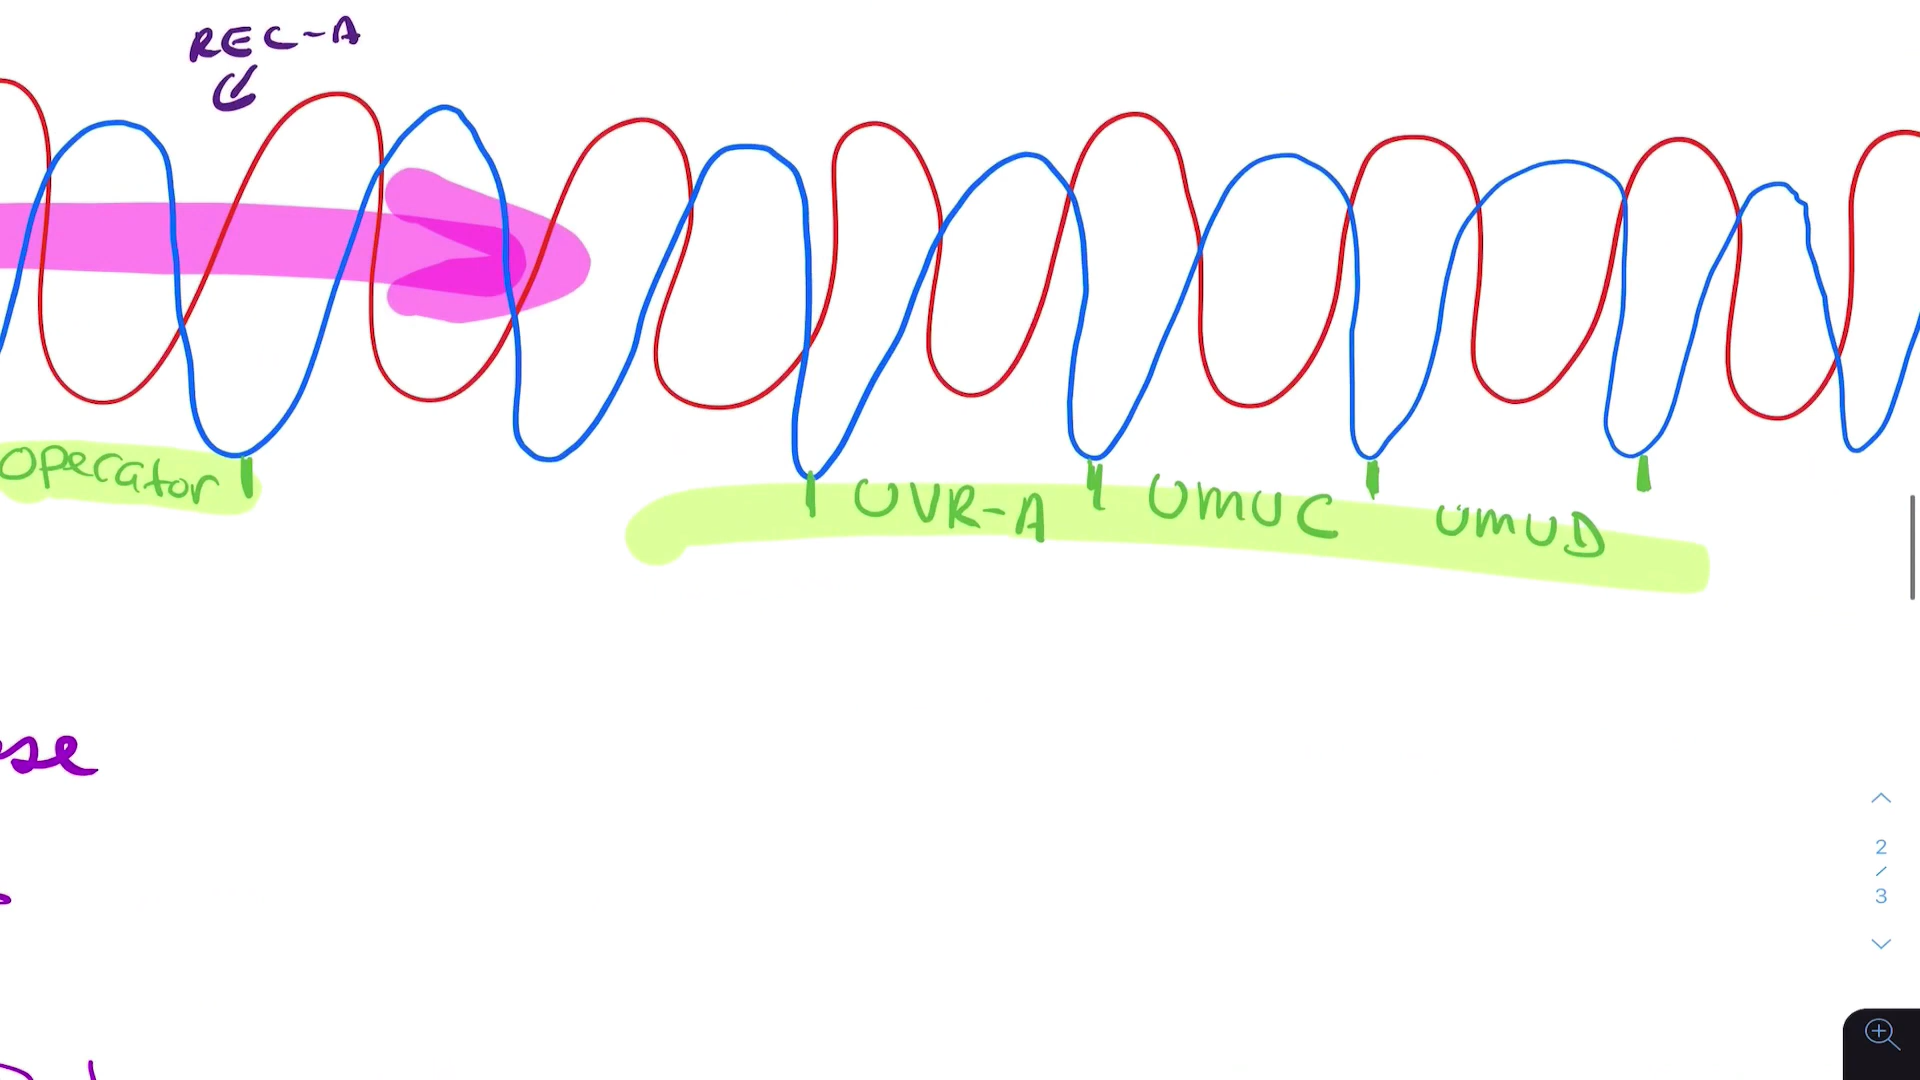 REC-A
operator
UVR-A UMUC UMUD
2
/
3